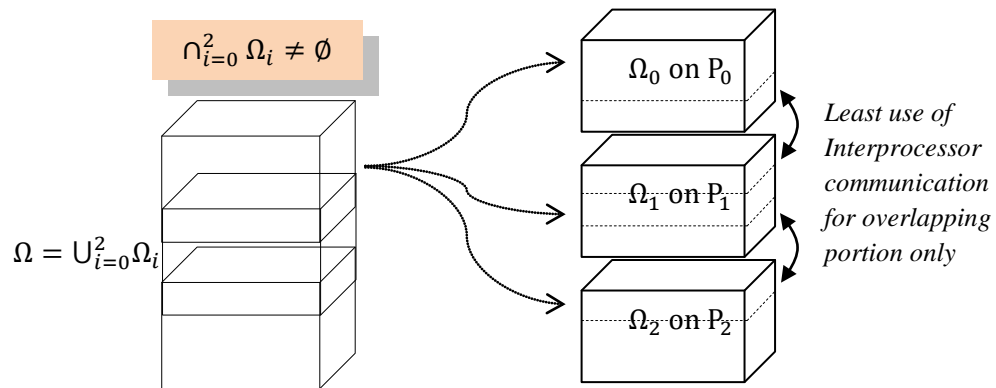 ∩²ᵢ₌₀ Ωᵢ ≠ ∅
Ω = ⋃²ᵢ₌₀Ωᵢ
Ω₀ on P₀
Ω₁ on P₁
Ω₂ on P₂
Least use of
Interprocessor
communication
for overlapping
portion only